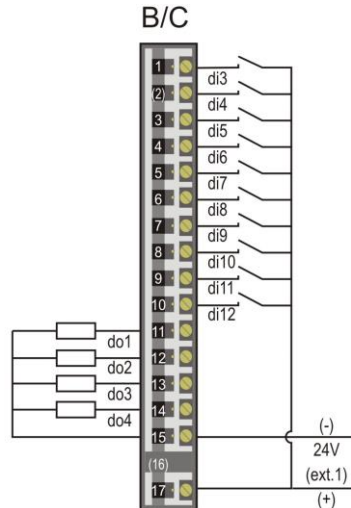 B/C
1
di3
(2)
di4
3
di5
4
di6
5
di7
6
di8
7
di9
8
di10
9
di11
10
di12
11
do1
12
do2
13
do3
14
do4
15
(-)
24V
(16)
(ext.1)
17
(+)